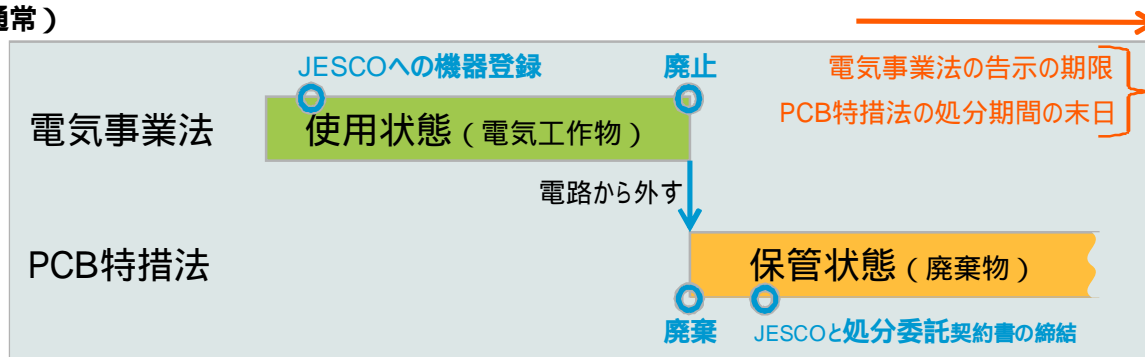 通常）
JESCOへの機器登録
廃止
電気事業法の告示の期限
PCB特措法の処分期間の末日
電気事業法
使用状態（電気工作物）
電路から外す
PCB特措法
保管状態（廃棄物）
廃棄
JESCOと処分委託契約書の締結